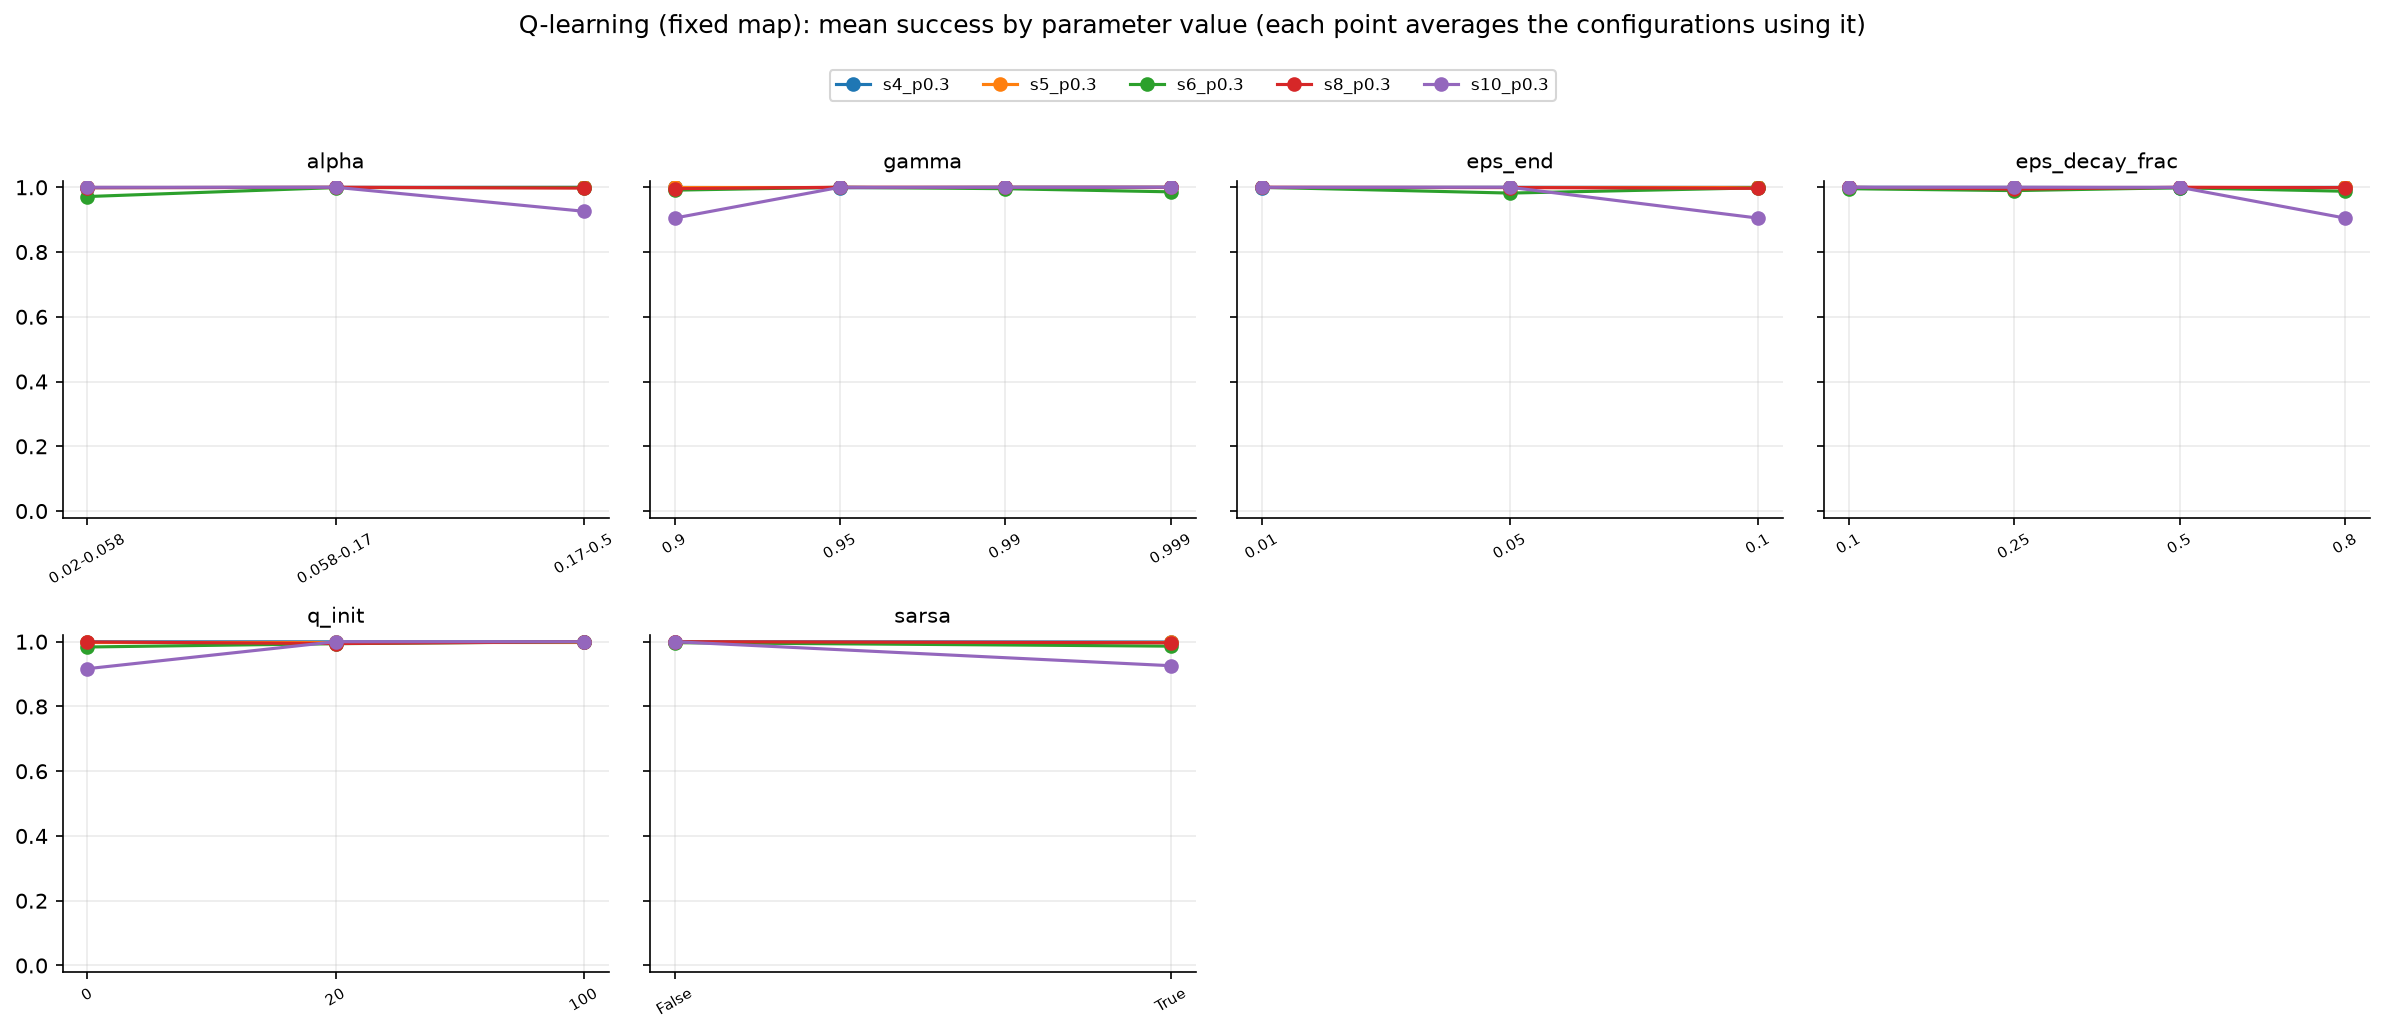 Q-learning (fixed map): mean success by parameter value (each point averages the configurations using it)
s4_p0.3 s5_p0.3 s6_p0.3 s8_p0.3 s10_p0.3
alpha gamma eps_end eps_decay_frac
1.0
0.8
0.6
0.4
0.2
0.0
0.02-0.058 0.058-0.17 0.17-0.5 0.9 0.95 0.99 0.999 0.01 0.05 0.1 0.1 0.25 0.5 0.8
q_init sarsa
1.0
0.8
0.6
0.4
0.2
0.0
0 20 100 False True